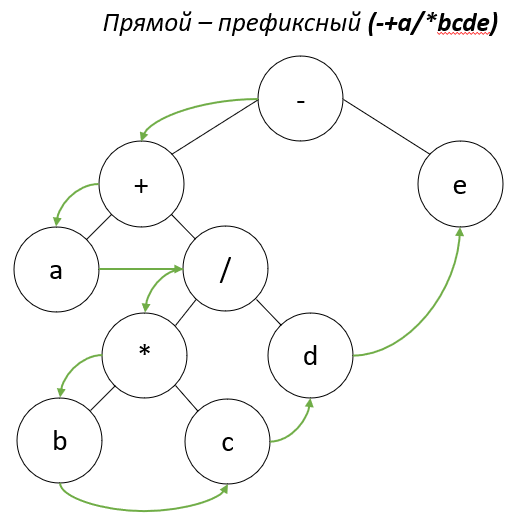 Прямой – префиксный (-+a/*bcde)
-
+
e
a
/
*
d
b
c